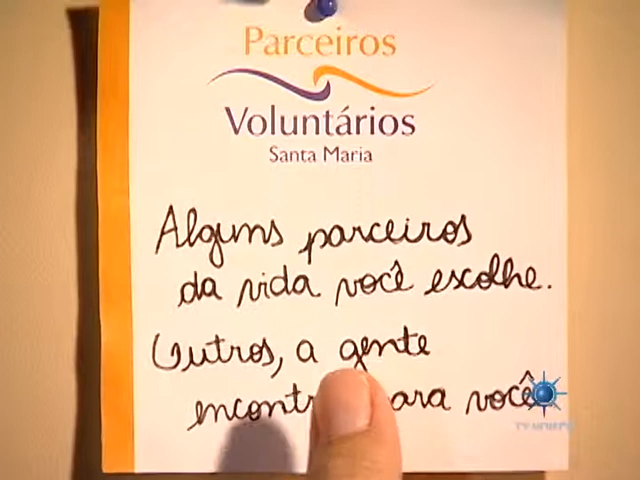 Parceiros
Voluntários
Santa Maria
Alguns parceiros
da vida você escolhe.
Outros, a gente
você